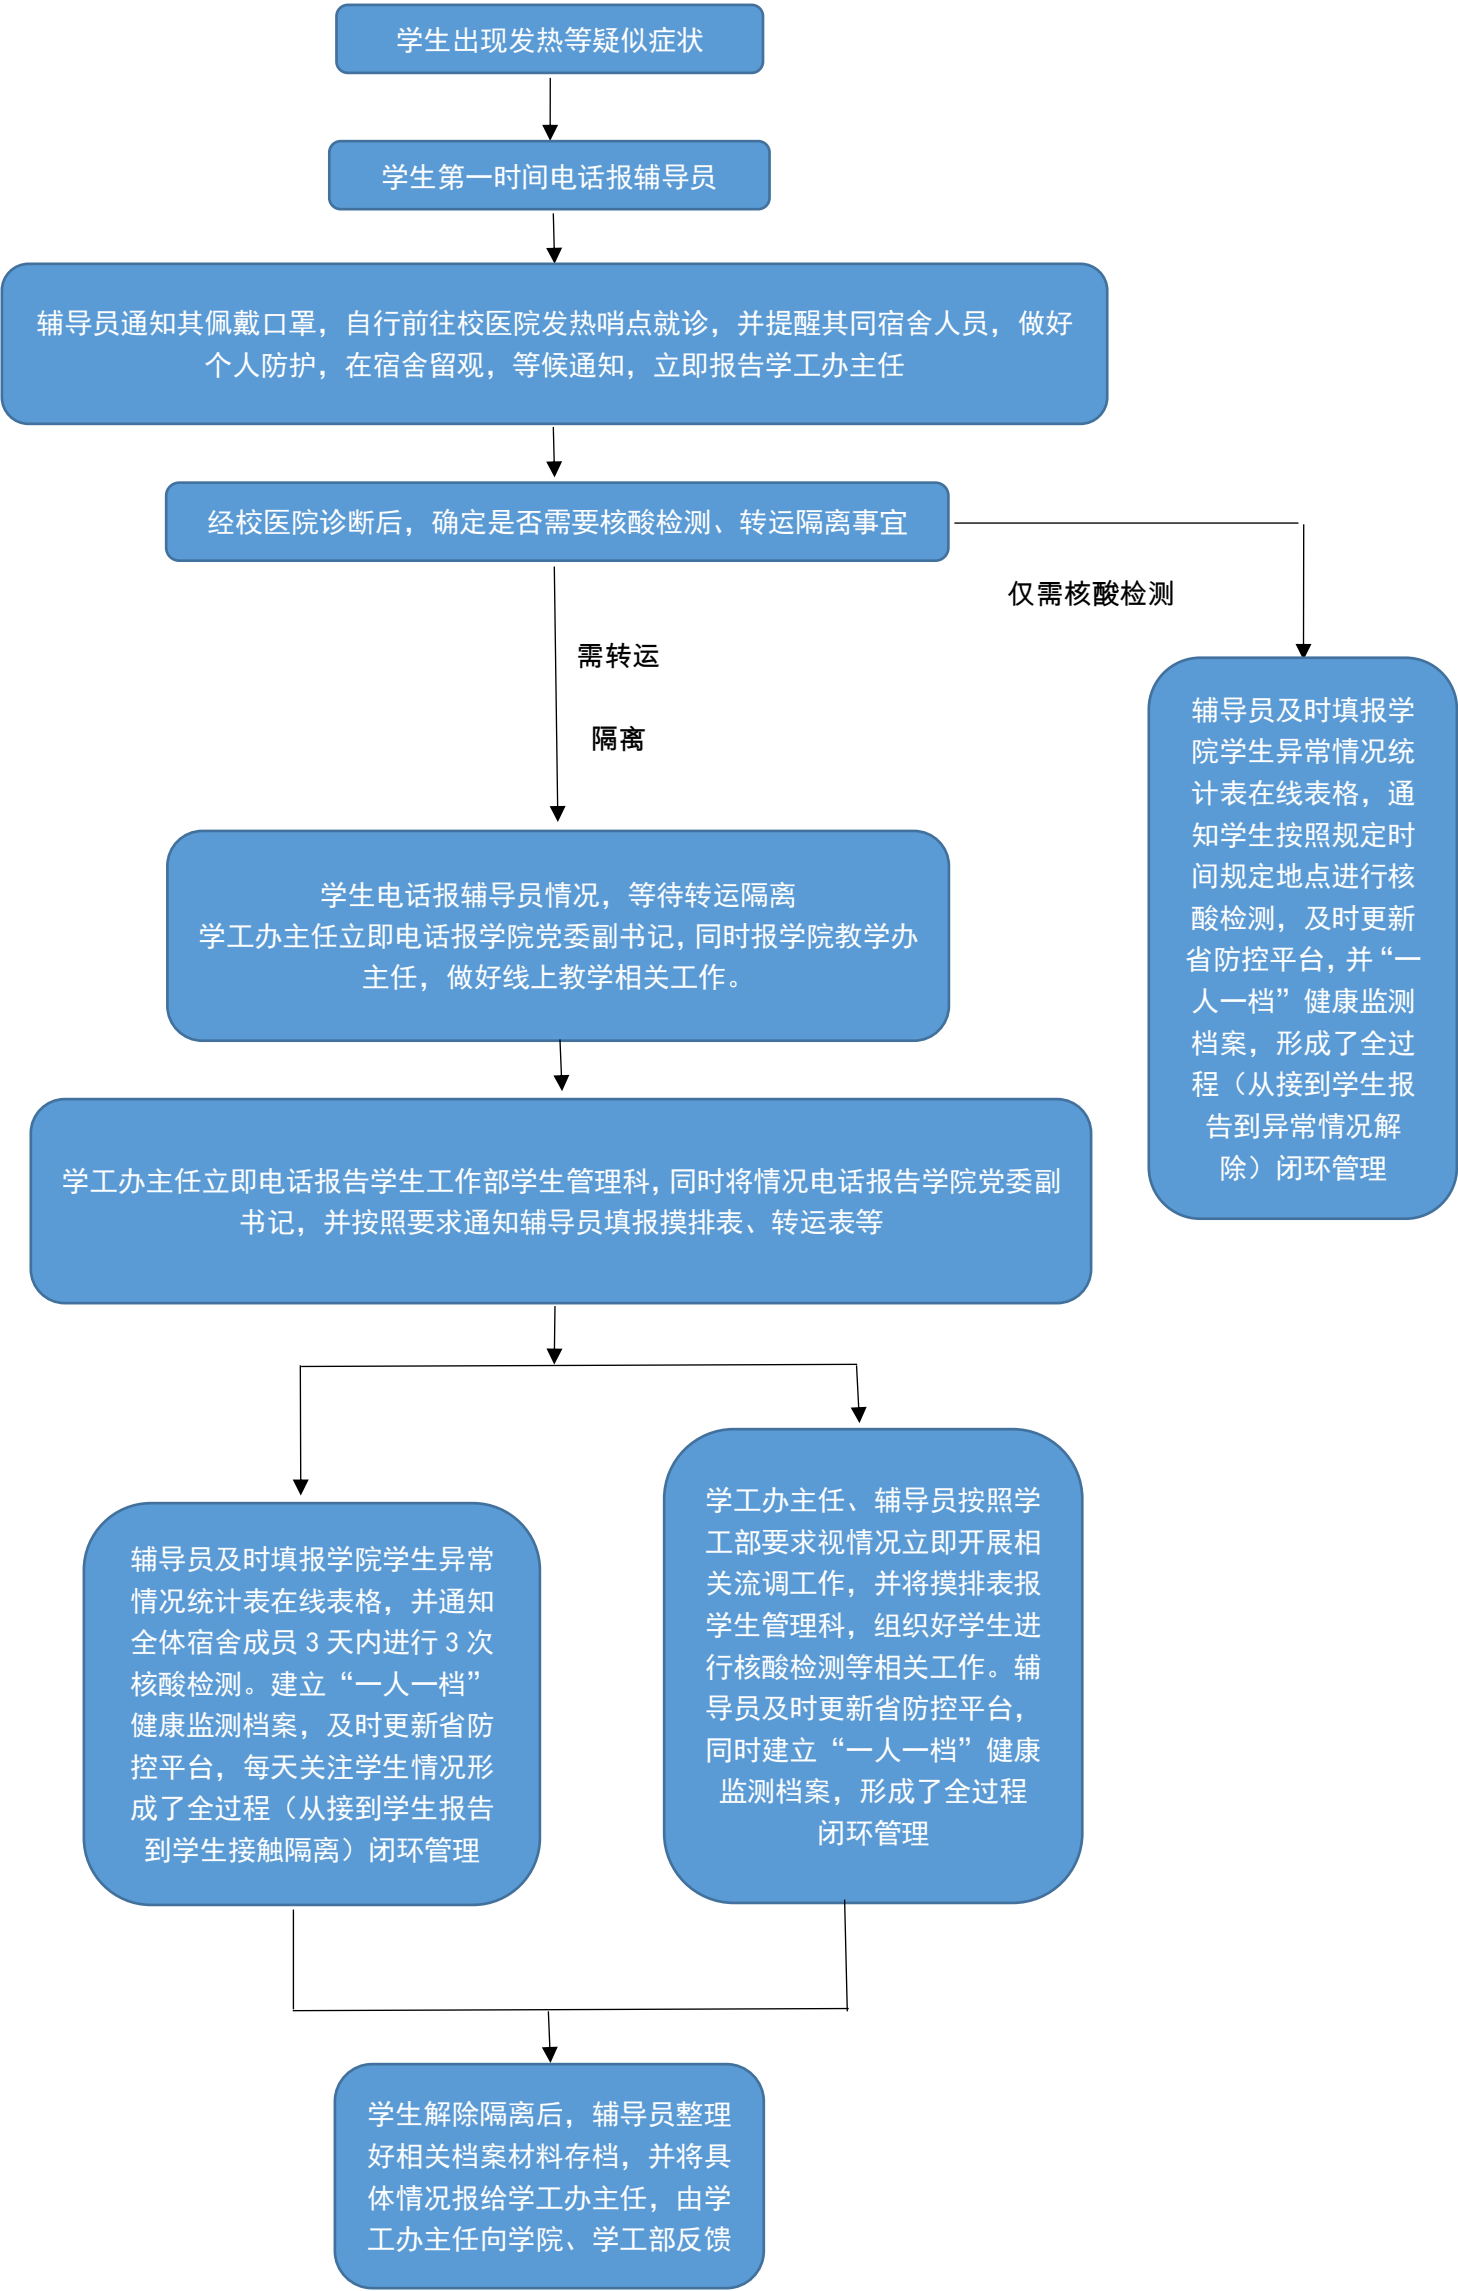 学生出现发热等疑似症状
学生第一时间电话报辅导员
辅导员通知其佩戴口罩，自行前往校医院发热哨点就诊，并提醒其同宿舍人员，做好
个人防护，在宿舍留观，等候通知，立即报告学工办主任
经校医院诊断后，确定是否需要核酸检测、转运隔离事宜
仅需核酸检测
需转运
隔离
辅导员及时填报学
院学生异常情况统
计表在线表格，通
知学生按照规定时
间规定地点进行核
酸检测，及时更新
省防控平台，并“一
人一档”健康监测
档案，形成了全过
程（从接到学生报
告到异常情况解
除）闭环管理
学生电话报辅导员情况，等待转运隔离
学工办主任立即电话报学院党委副书记，同时报学院教学办
主任，做好线上教学相关工作。
学工办主任立即电话报告学生工作部学生管理科，同时将情况电话报告学院党委副
书记，并按照要求通知辅导员填报摸排表、转运表等
辅导员及时填报学院学生异常
情况统计表在线表格，并通知
全体宿舍成员 3 天内进行 3 次
核酸检测。建立“一人一档”
健康监测档案，及时更新省防
控平台，每天关注学生情况形
成了全过程（从接到学生报告
到学生接触隔离）闭环管理
学工办主任、辅导员按照学
工部要求视情况立即开展相
关流调工作，并将摸排表报
学生管理科，组织好学生进
行核酸检测等相关工作。辅
导员及时更新省防控平台，
同时建立“一人一档”健康
监测档案，形成了全过程
闭环管理
学生解除隔离后，辅导员整理
好相关档案材料存档，并将具
体情况报给学工办主任，由学
工办主任向学院、学工部反馈